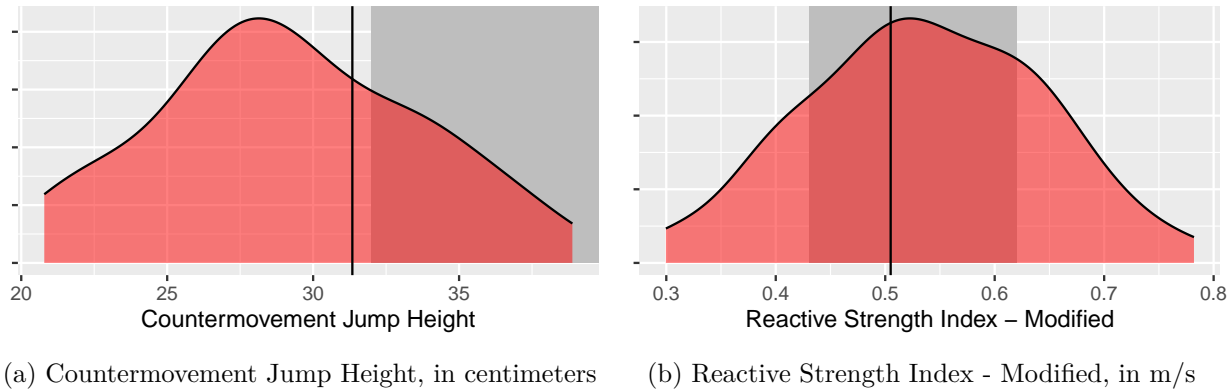 20 25 30 35
Countermovement Jump Height
(a) Countermovement Jump Height, in centimeters
0.3 0.4 0.5 0.6 0.7 0.8
Reactive Strength Index − Modified
(b) Reactive Strength Index - Modified, in m/s